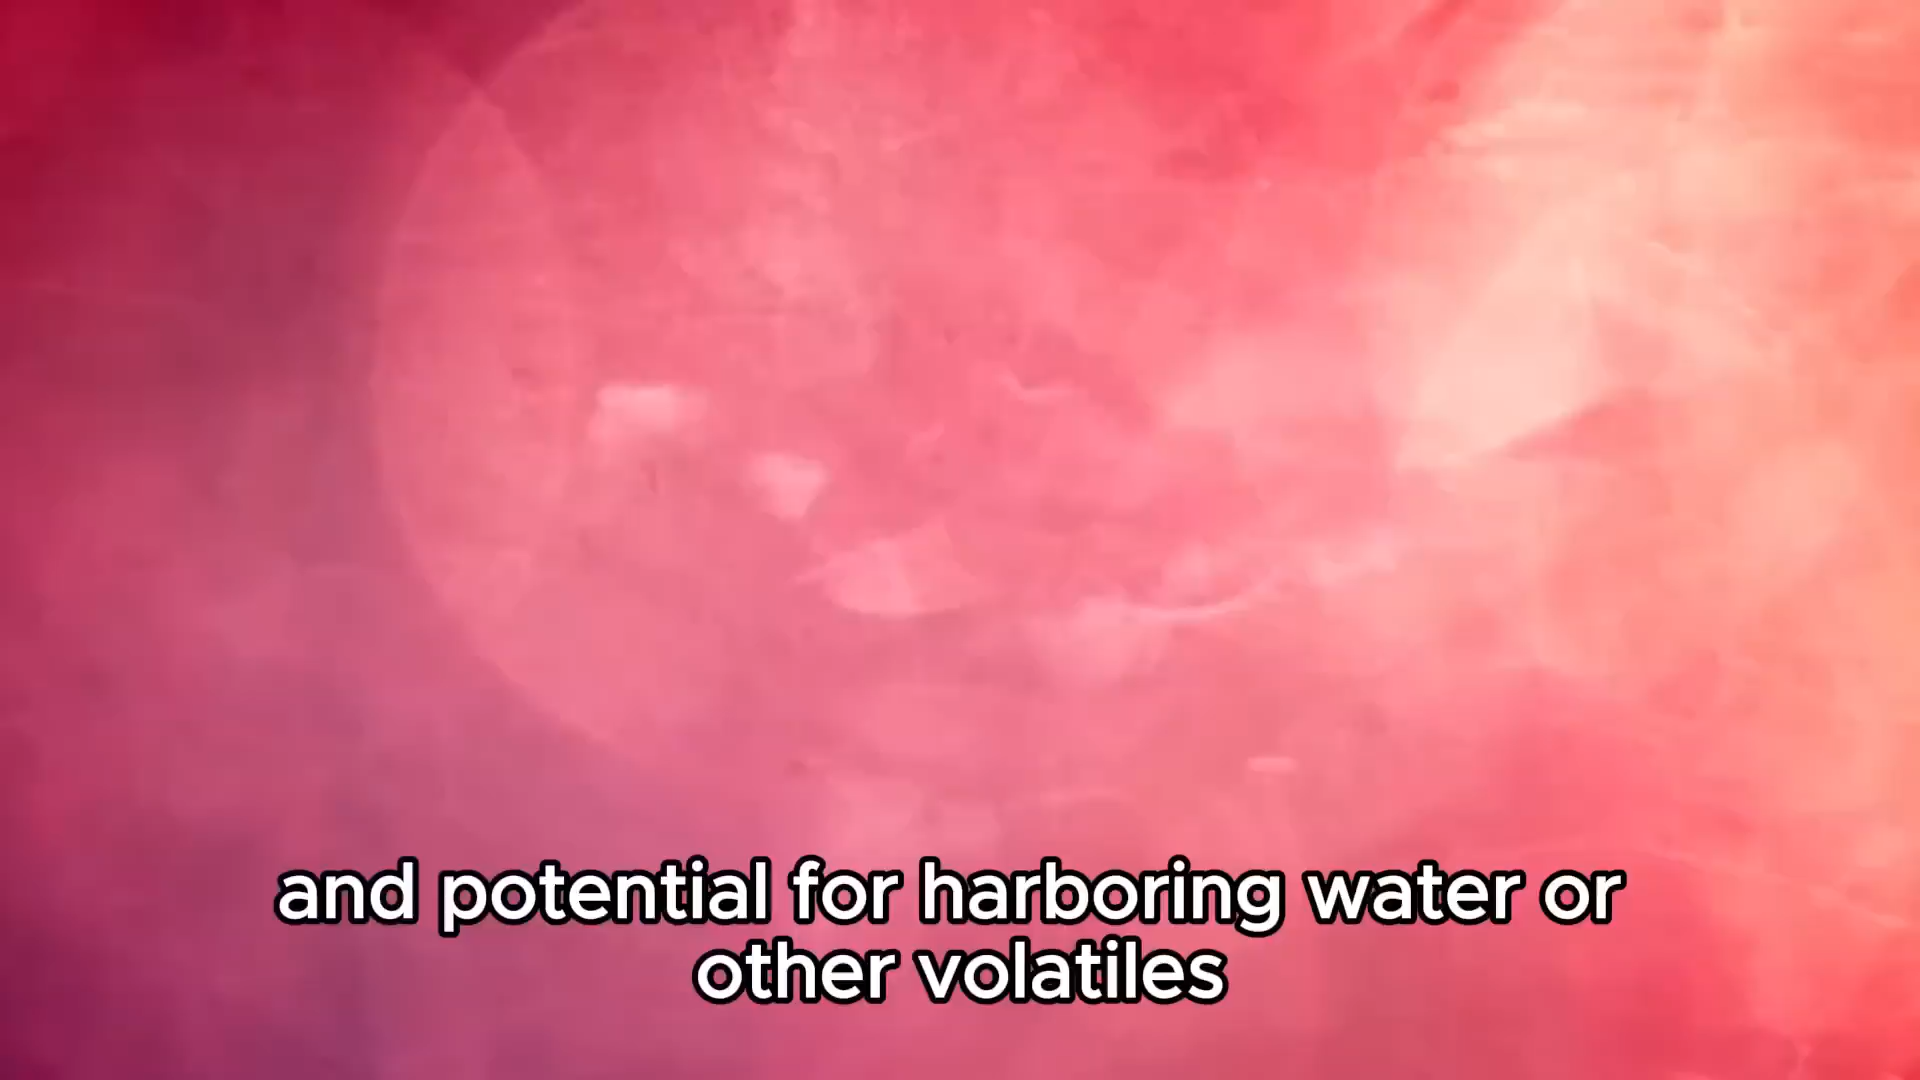 and potential for harboring water or
other volatiles